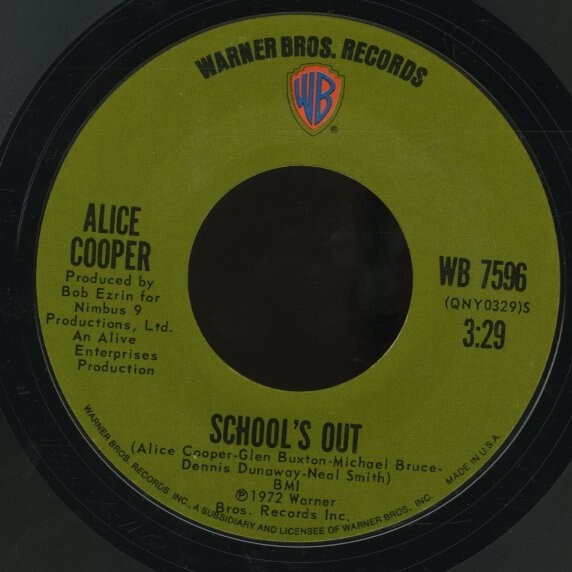 WARNER BROS. RECORDS
WB
®
ALICE
COOPER
Produced by
Bob Ezrin for
Nimbus 9
Productions, Ltd.
An Alive
Enterprises
Production
WB 7596
(QNY0329)S
3:29
SCHOOL'S OUT
(Alice Cooper-Glen Buxton-Michael Bruce-
Dennis Dunaway-Neal Smith)
BMI
℗1972 Warner
Bros. Records Inc.
WARNER BROS. RECORDS INC., A SUBSIDIARY AND LICENSEE OF WARNER BROS. INC.
MADE IN U.S.A.